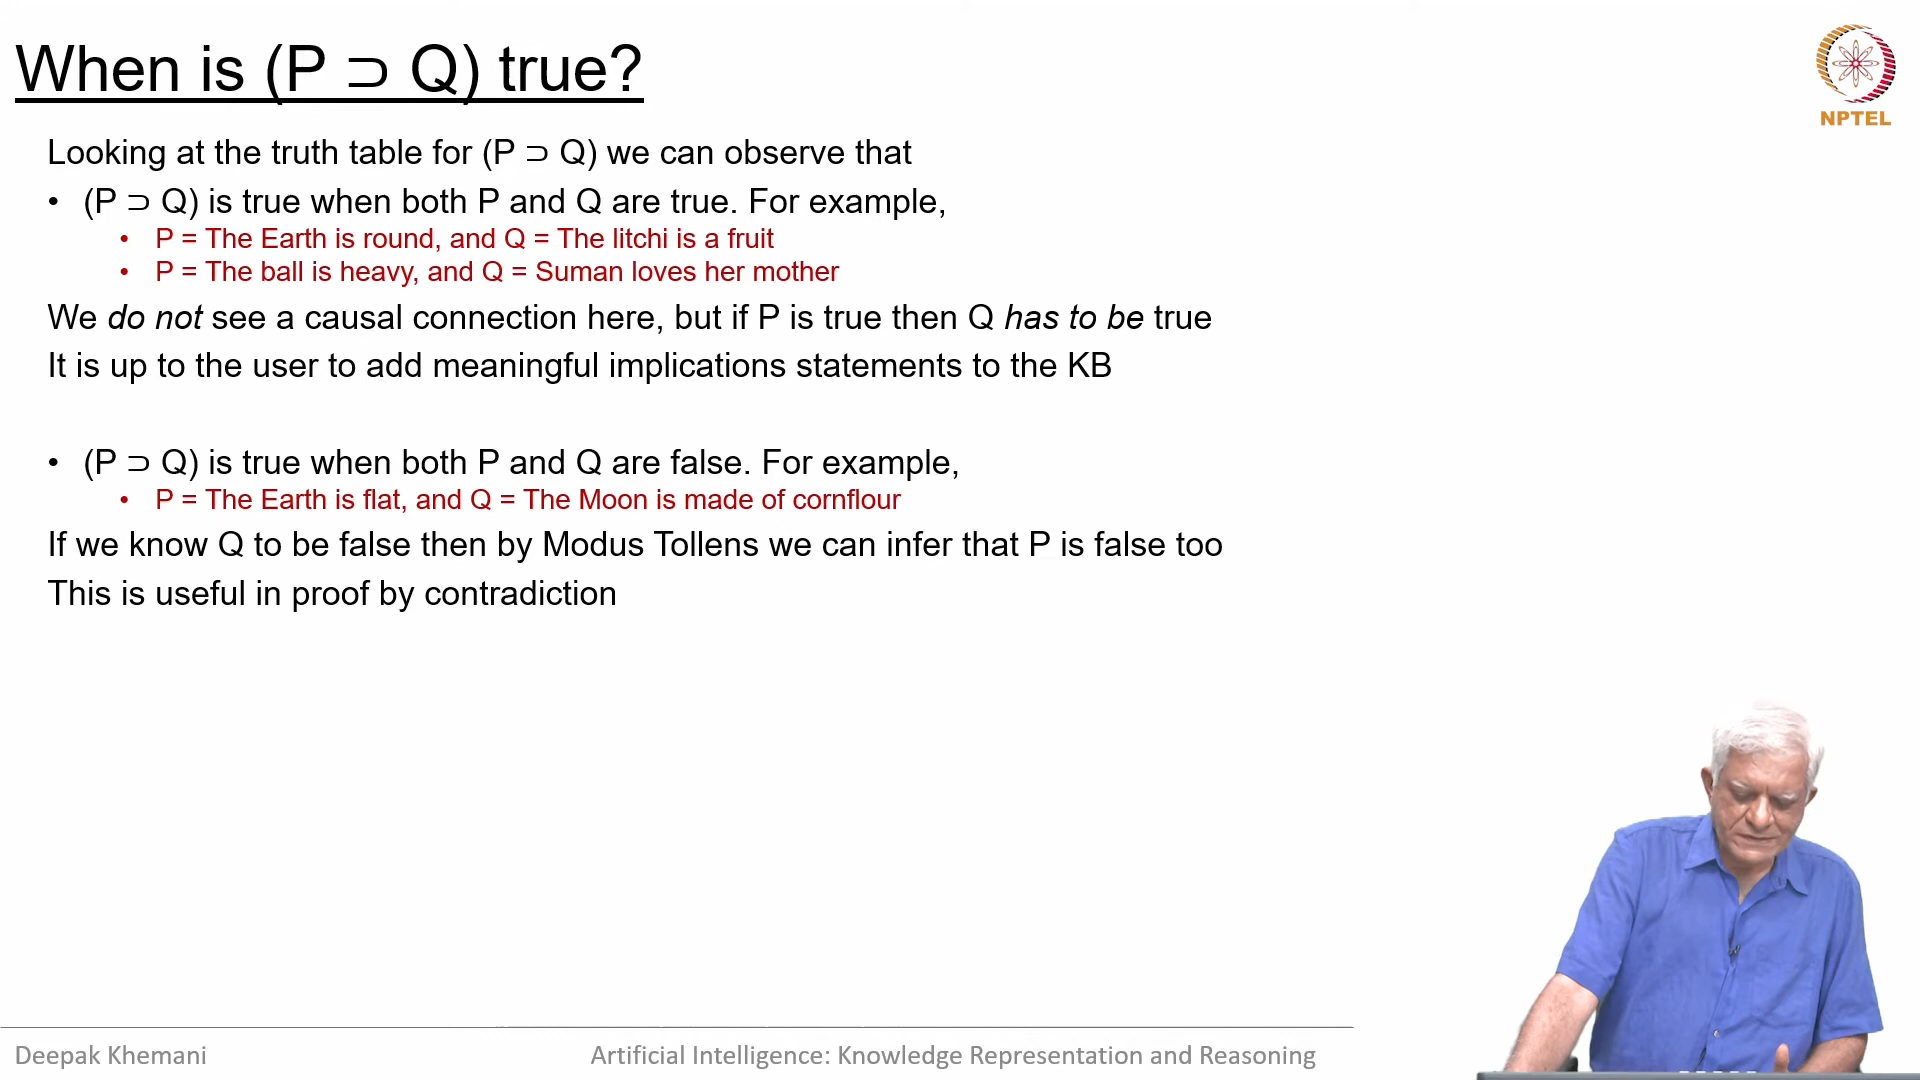 When is (P ⊃ Q) true?
NPTEL
Looking at the truth table for (P ⊃ Q) we can observe that
• (P ⊃ Q) is true when both P and Q are true. For example,
• P = The Earth is round, and Q = The litchi is a fruit
• P = The ball is heavy, and Q = Suman loves her mother
We do not see a causal connection here, but if P is true then Q has to be true
It is up to the user to add meaningful implications statements to the KB
• (P ⊃ Q) is true when both P and Q are false. For example,
• P = The Earth is flat, and Q = The Moon is made of cornflour
If we know Q to be false then by Modus Tollens we can infer that P is false too
This is useful in proof by contradiction
Deepak Khemani
Artificial Intelligence: Knowledge Representation and Reasoning